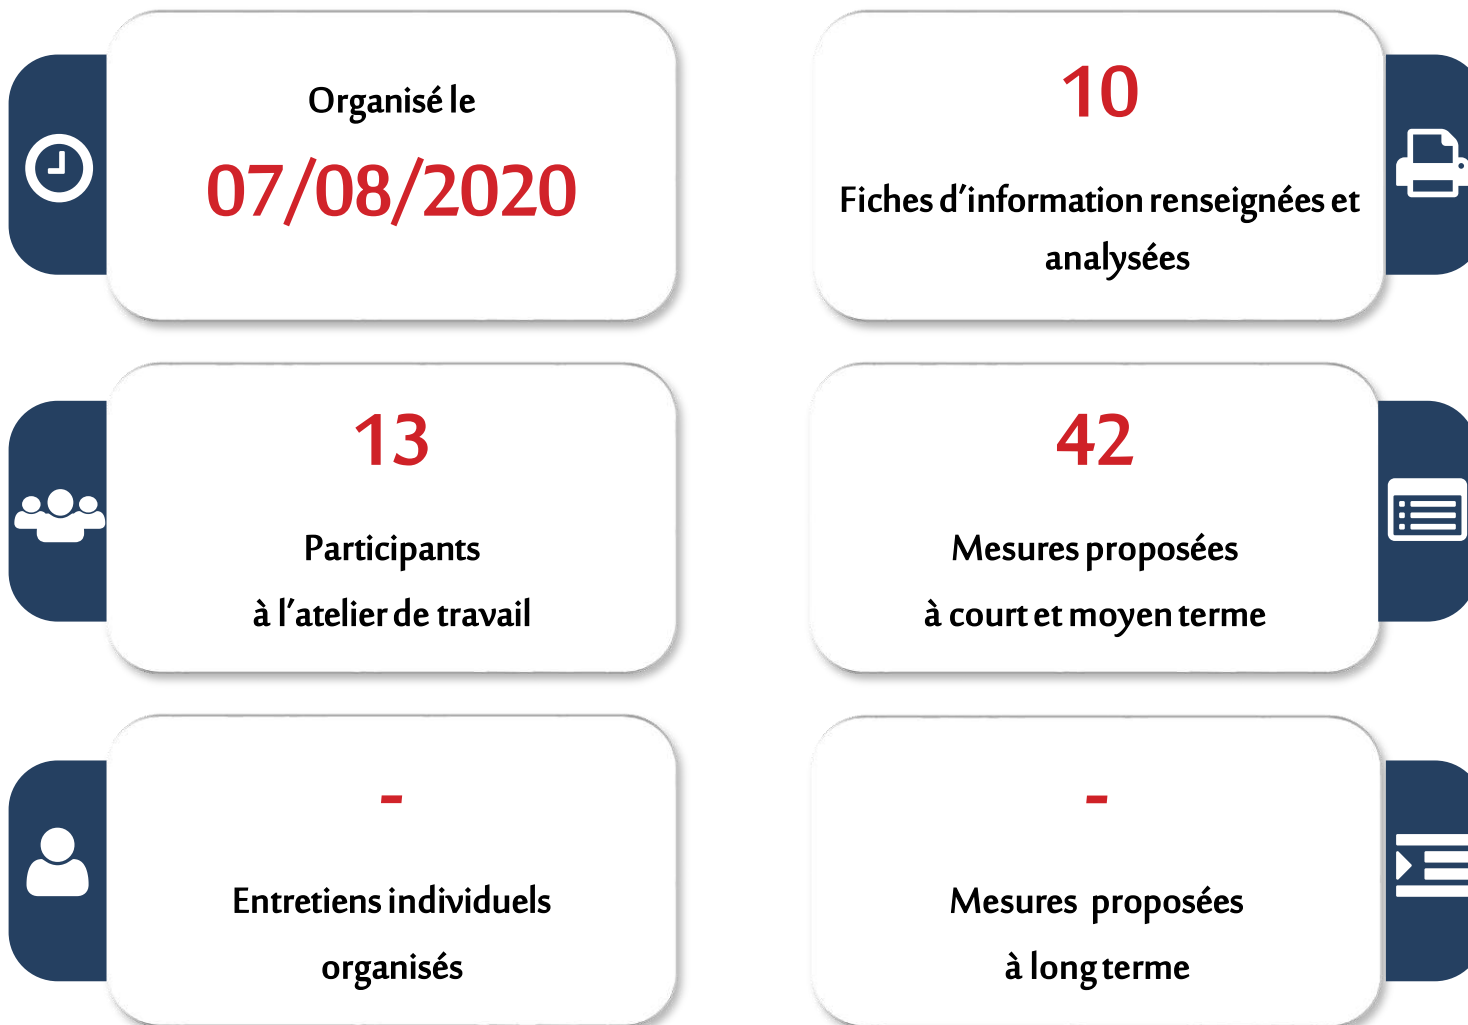 Organisé le
07/08/2020
10
Fiches d’information renseignées et
analysées
13
Participants
à l’atelier de travail
42
Mesures proposées
à court et moyen terme
-
Entretiens individuels
organisés
-
Mesures proposées
à long terme